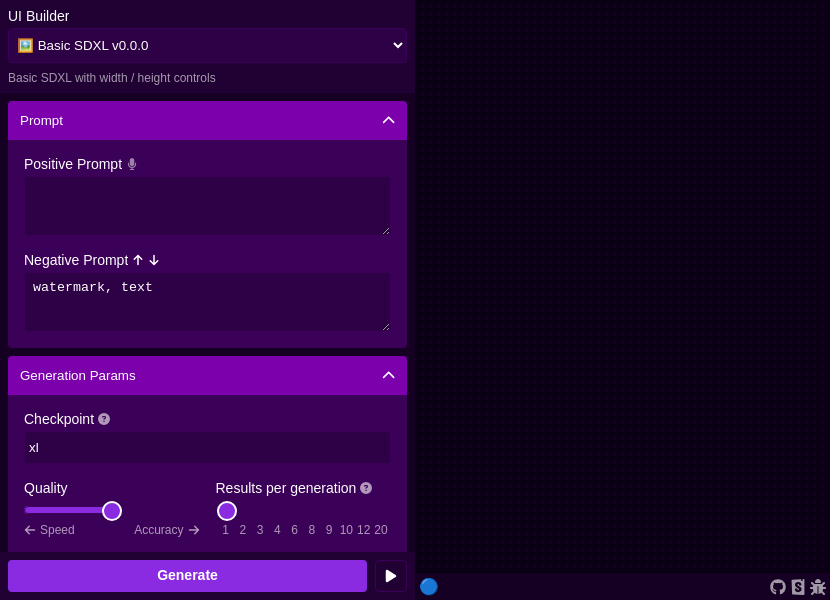 UI Builder
🖼️ Basic SDXL v0.0.0
Basic SDXL with width / height controls
Prompt
Positive Prompt
Negative Prompt ↑ ↓
watermark, text
Generation Params
Checkpoint ?
xl
Quality Results per generation ?
← Speed Accuracy → 1 2 3 4 6 8 9 10 12 20
Generate